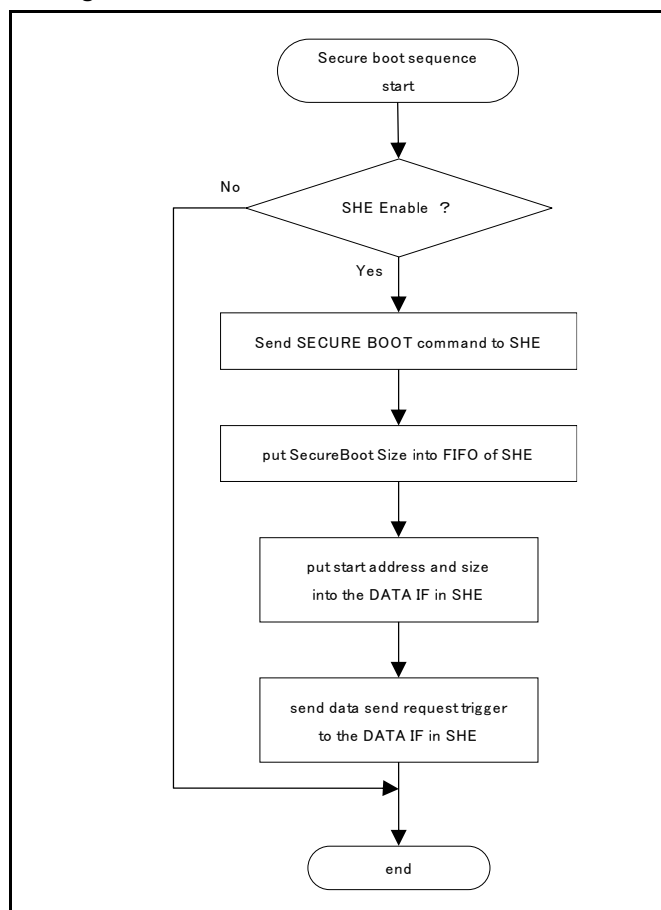 Secure boot sequence
start
No
SHE Enable ?
Yes
Send SECURE BOOT command to SHE
put SecureBoot Size into FIFO of SHE
put start address and size
into the DATA IF in SHE
send data send request trigger
to the DATA IF in SHE
end